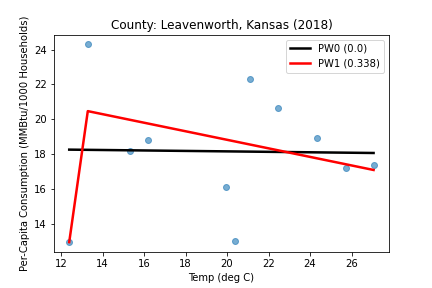 County: Leavenworth, Kansas (2018)
PW0 (0.0)
PW1 (0.338)
Per-Capita Consumption (MMBtu/1000 Households)
24
22
20
18
16
14
12 14 16 18 20 22 24 26
Temp (deg C)